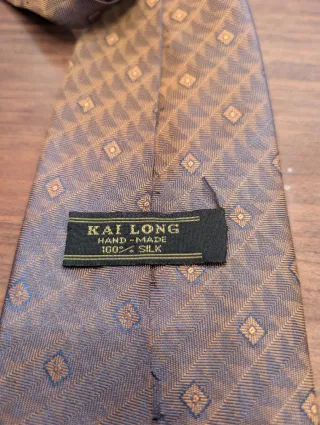 KAI LONG
HAND-MADE
100% SILK